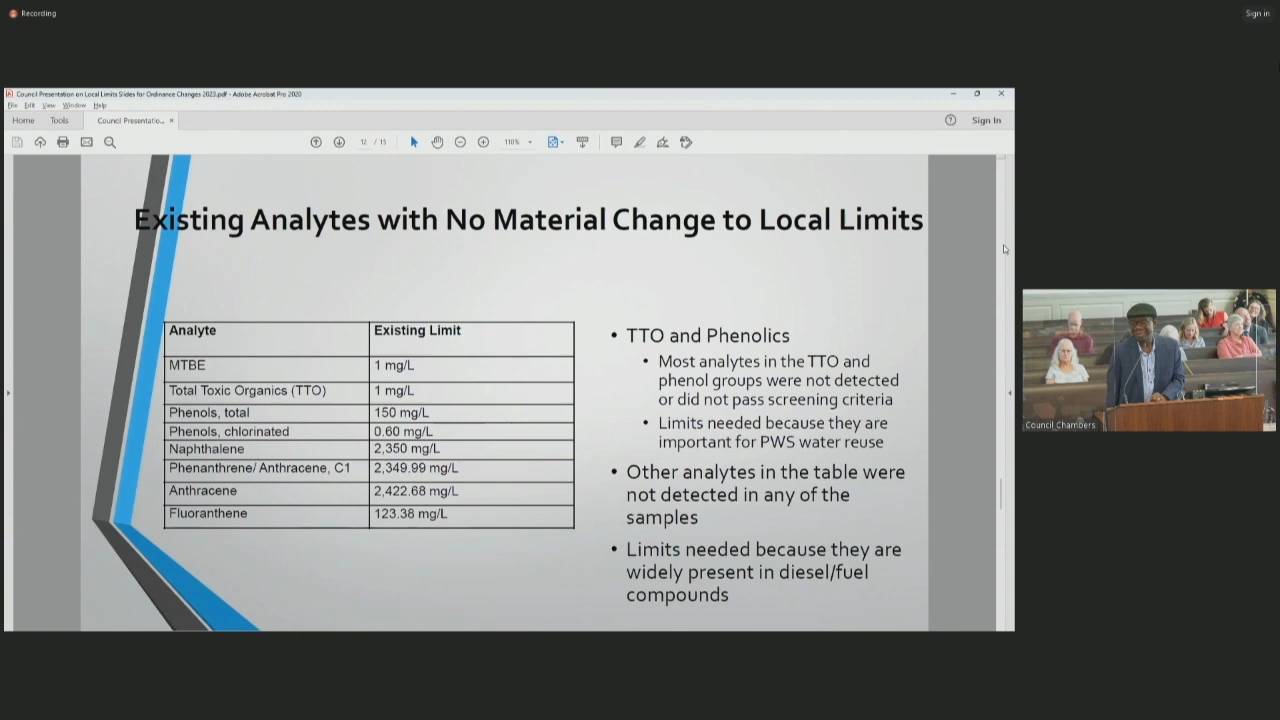 Recording
Sign in
Council Presentation on Local Limits Slides for Ordinance Changes 2023.pdf - Adobe Acrobat Pro 2020
File Edit View Window Help
Home Tools Council Presentatio... × Sign In
12 / 15 110%
Existing Analytes with No Material Change to Local Limits
Analyte Existing Limit
MTBE 1 mg/L
Total Toxic Organics (TTO) 1 mg/L
Phenols, total 150 mg/L
Phenols, chlorinated 0.60 mg/L
Naphthalene 2,350 mg/L
Phenanthrene/ Anthracene, C1 2,349.99 mg/L
Anthracene 2,422.68 mg/L
Fluoranthene 123.38 mg/L
• TTO and Phenolics
• Most analytes in the TTO and
phenol groups were not detected
or did not pass screening criteria
• Limits needed because they are
important for PWS water reuse
• Other analytes in the table were
not detected in any of the
samples
• Limits needed because they are
widely present in diesel/fuel
compounds
Council Chambers